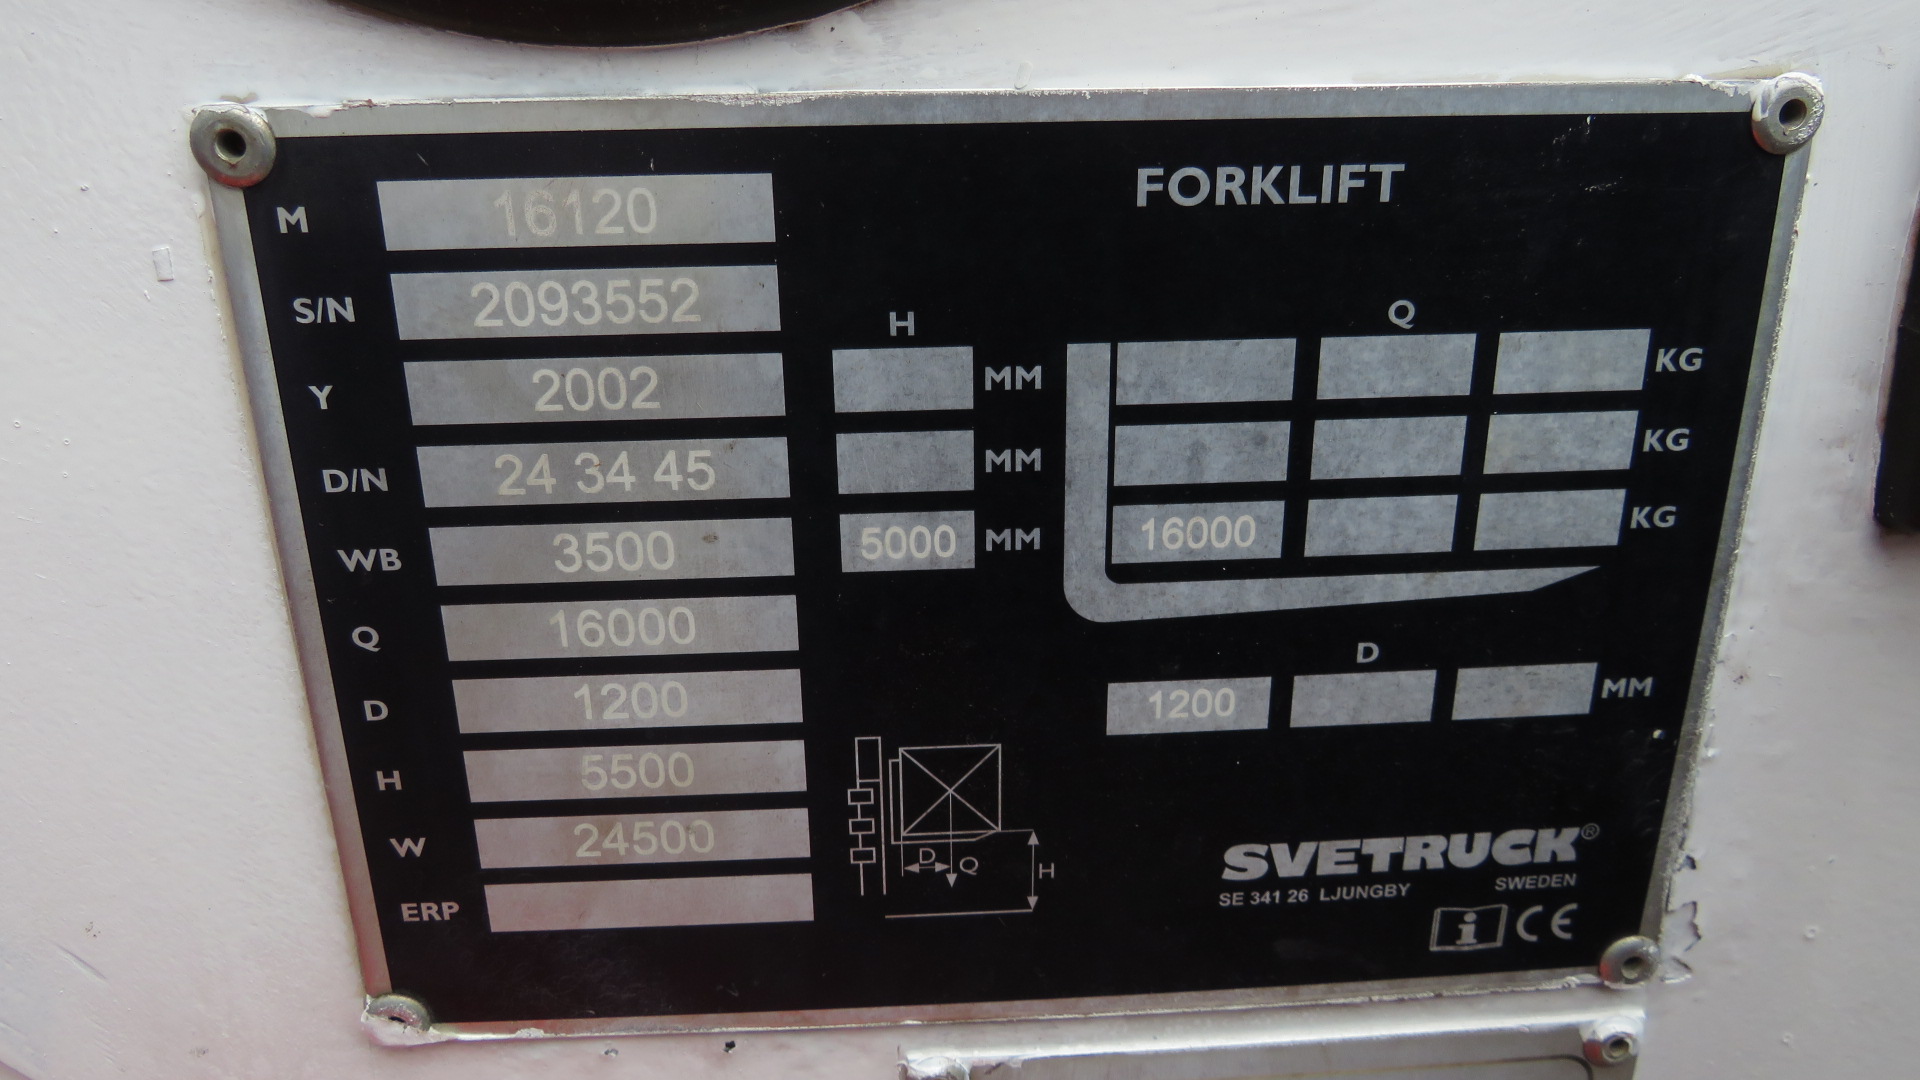 FORKLIFT
M 16120
S/N 2093552
Y 2002
D/N 24 34 45
WB 3500
Q 16000
D 1200
H 5500
W 24500
ERP
H Q
MM KG
MM KG
5000 MM 16000 KG
D
1200 MM
D Q H
SVETRUCK®
SE 341 26 LJUNGBY SWEDEN
i CE